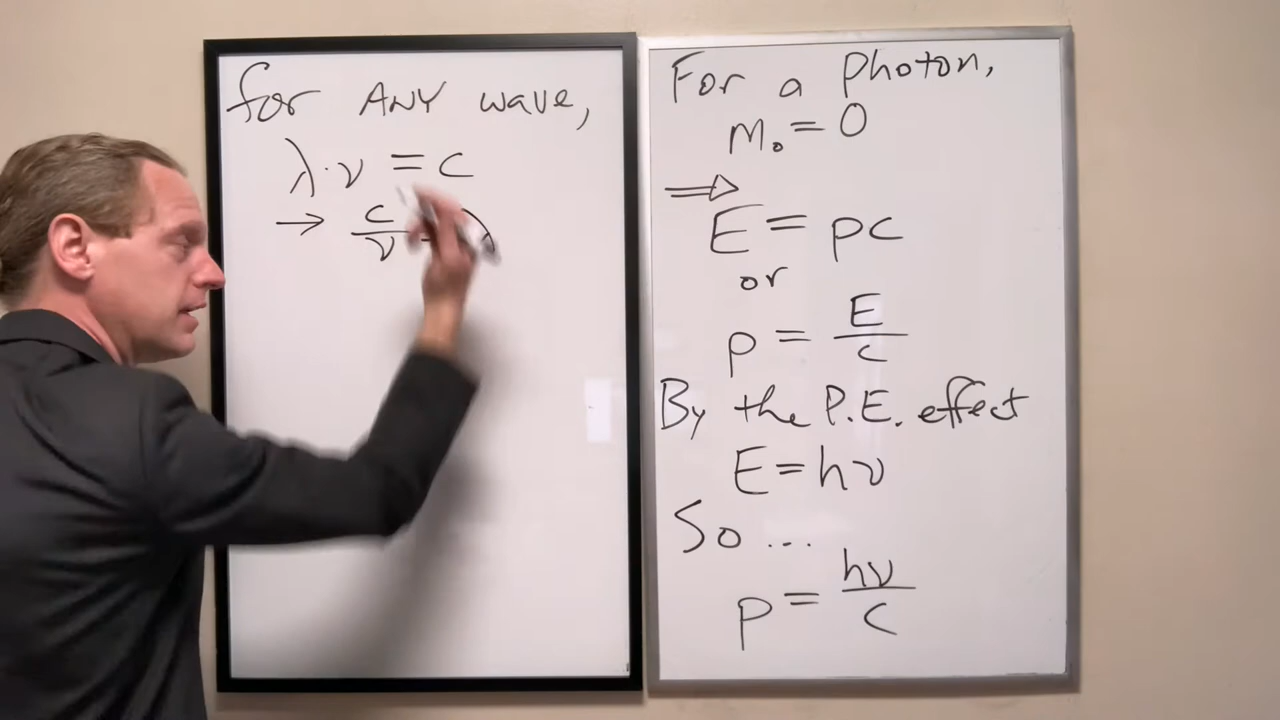 for ANY wave,
λ·ν = c
→ c/ν = λ
For a photon,
m₀ = 0
⇒
E = pc
or
p = E/c
By the P.E. effect
E = hν
So ...
p = hν/c